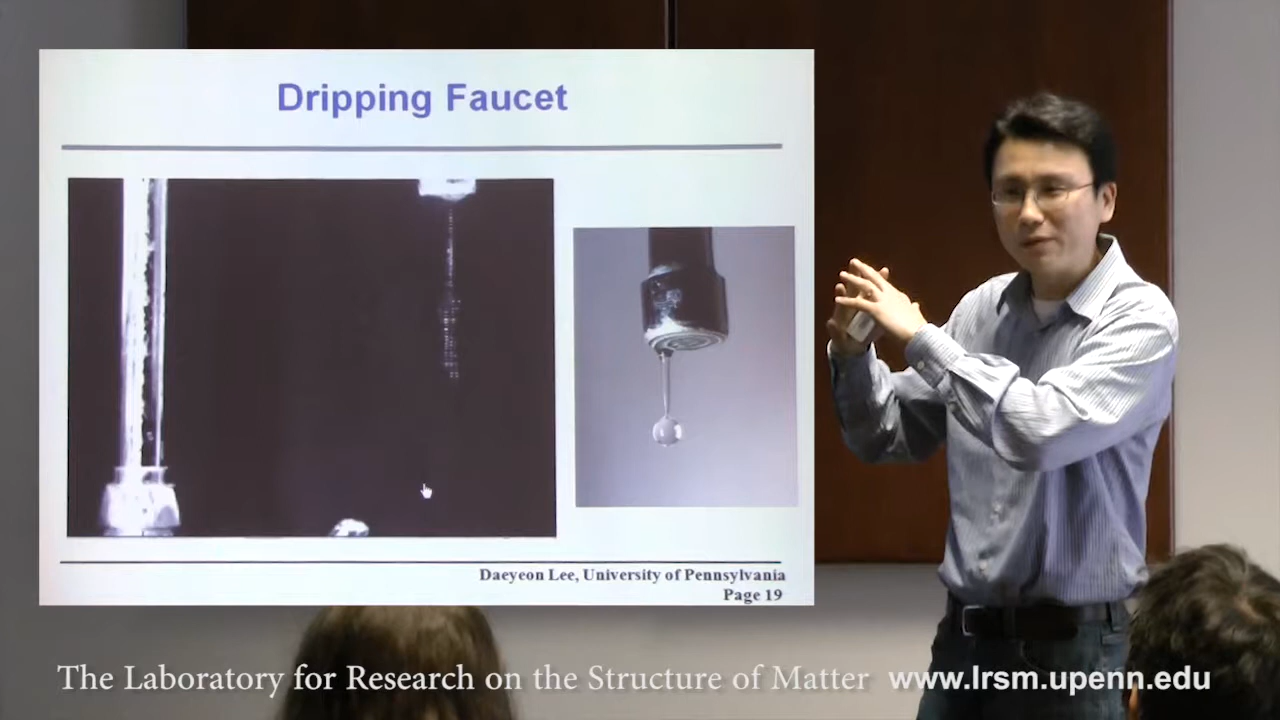 Dripping Faucet
Daeyeon Lee, University of Pennsylvania
Page 19
The Laboratory for Research on the Structure of Matter www.lrsm.upenn.edu